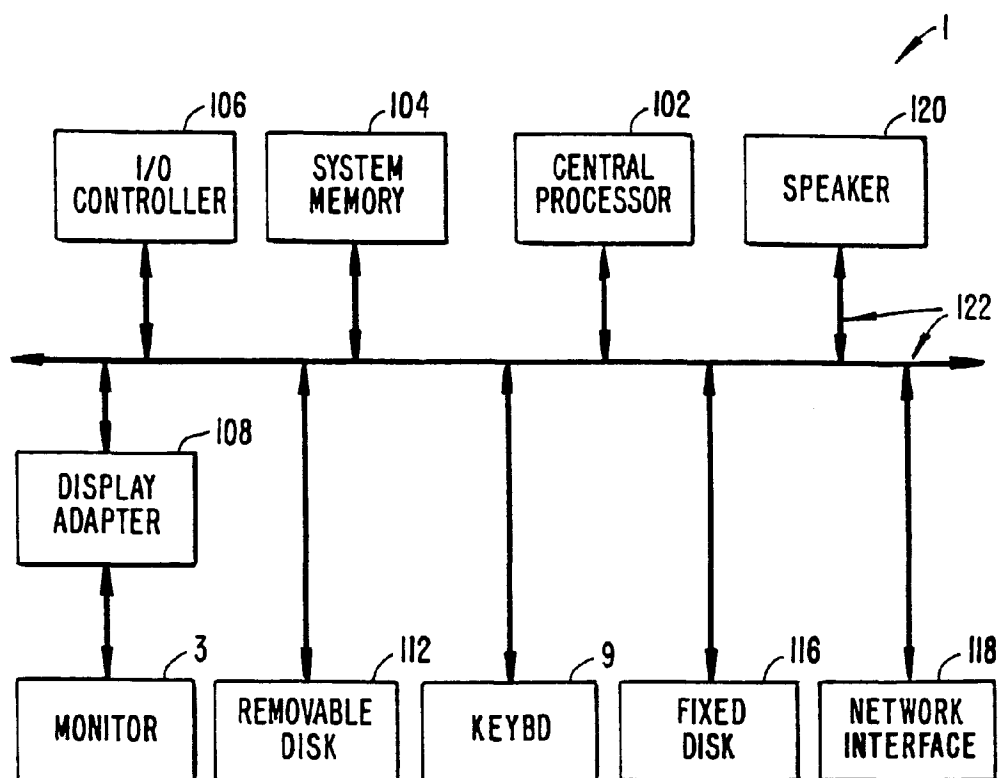 1
106
104
102
120
I/O
CONTROLLER
SYSTEM
MEMORY
CENTRAL
PROCESSOR
SPEAKER
122
108
DISPLAY
ADAPTER
3
112
9
116
118
MONITOR
REMOVABLE
DISK
KEYBD
FIXED
DISK
NETWORK
INTERFACE